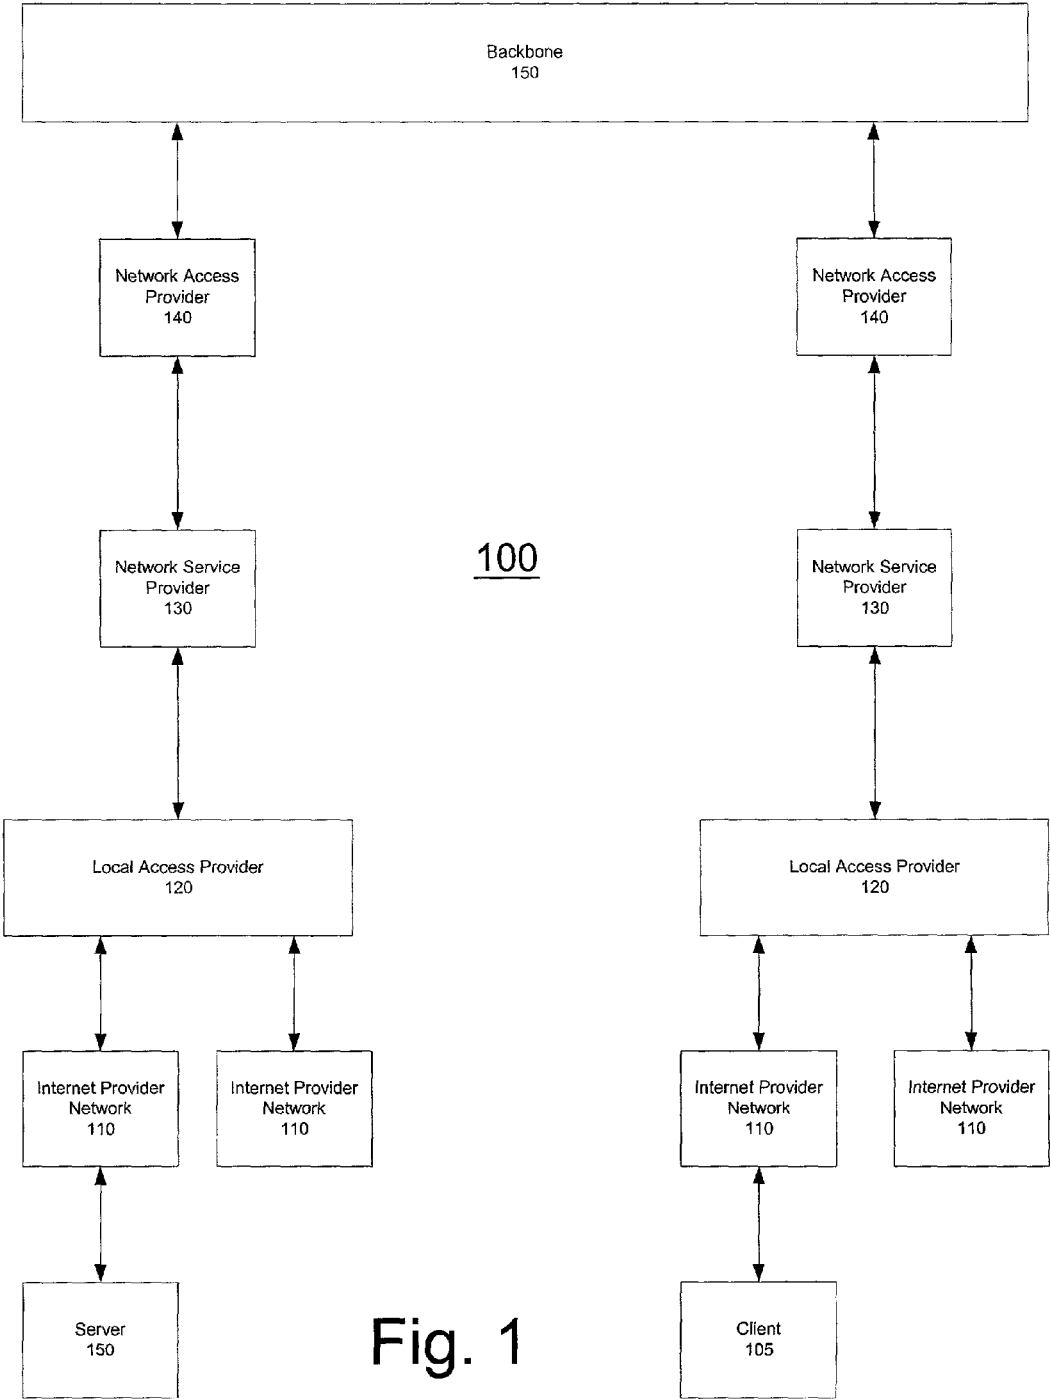 Backbone
150
Network Access
Provider
140
Network Access
Provider
140
Network Service
Provider
130
100
Network Service
Provider
130
Local Access Provider
120
Local Access Provider
120
Internet Provider
Network
110
Internet Provider
Network
110
Internet Provider
Network
110
Internet Provider
Network
110
Server
150
Fig. 1
Client
105